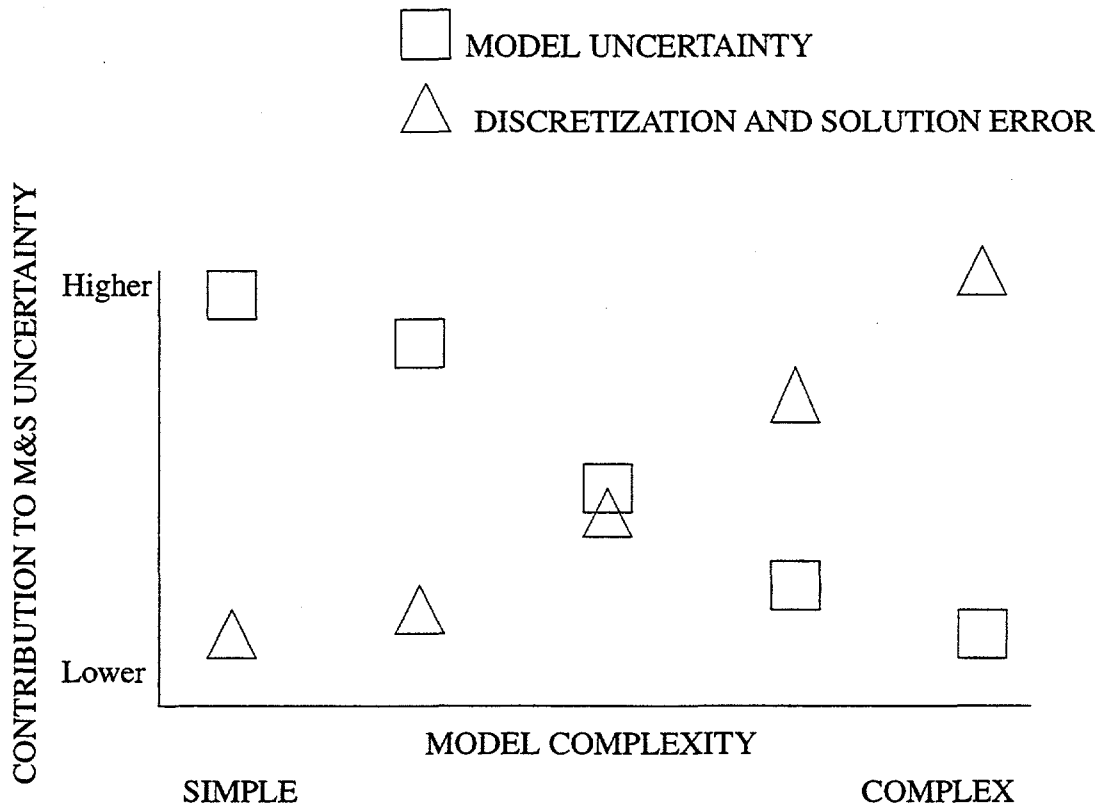 MODEL UNCERTAINTY
DISCRETIZATION AND SOLUTION ERROR
CONTRIBUTION TO M&S UNCERTAINTY
Higher
Lower
MODEL COMPLEXITY
SIMPLE
COMPLEX